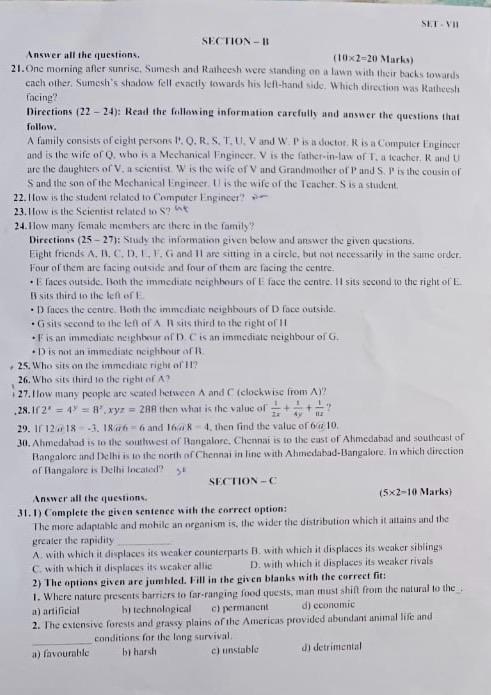 SET - VII
SECTION – B
Answer all the questions.
(10×2=20 Marks)
21. One morning after sunrise, Sumesh and Ratheesh were standing on a lawn with their backs towards
each other. Sumesh's shadow fell exactly towards his left-hand side. Which direction was Ratheesh
facing?
Directions (22 – 24): Read the following information carefully and answer the questions that
follow.
A family consists of eight persons P, Q, R, S, T, U, V and W. P is a doctor. R is a Computer Engineer
and is the wife of Q, who is a Mechanical Engineer. V is the father-in-law of T, a teacher. R and U
are the daughters of V, a scientist. W is the wife of V and Grandmother of P and S. P is the cousin of
S and the son of the Mechanical Engineer. U is the wife of the Teacher. S is a student.
22. How is the student related to Computer Engineer?
23. How is the Scientist related to S?
24. How many female members are there in the family?
Directions (25 – 27): Study the information given below and answer the given questions.
Eight friends A, B, C, D, E, F, G and H are sitting in a circle, but not necessarily in the same order.
Four of them are facing outside and four of them are facing the centre.
• E faces outside. Both the immediate neighbours of E face the centre. H sits second to the right of E.
B sits third to the left of E.
• D faces the centre. Both the immediate neighbours of D face outside.
• G sits second to the left of A. B sits third to the right of H
• F is an immediate neighbour of D. C is an immediate neighbour of G.
• D is not an immediate neighbour of B.
25. Who sits on the immediate right of H?
26. Who sits third to the right of A?
27. How many people are seated between A and C (clockwise from A)?
28. If 2ˣ = 4ʸ = 8ᶻ, xyz = 288 then what is the value of 1/2x + 1/4y + 1/8z?
29. If 12@18 = -3, 18@6 = 6 and 16@8 = 4, then find the value of 6@10.
30. Ahmedabad is to the southwest of Bangalore, Chennai is to the east of Ahmedabad and southeast of
Bangalore and Delhi is to the north of Chennai in line with Ahmedabad-Bangalore. In which direction
of Bangalore is Delhi located?
SECTION – C
(5×2=10 Marks)
Answer all the questions.
31. 1) Complete the given sentence with the correct option:
The more adaptable and mobile an organism is, the wider the distribution which it attains and the
greater the rapidity __________
A. with which it displaces its weaker counterparts B. with which it displaces its weaker siblings
C. with which it displaces its weaker allie D. with which it displaces its weaker rivals
2) The options given are jumbled. Fill in the given blanks with the correct fit:
1. Where nature presents barriers to far-ranging food quests, man must shift from the natural to the _.
a) artificial b) technological c) permanent d) economic
2. The extensive forests and grassy plains of the Americas provided abundant animal life and
__________ conditions for the long survival.
a) favourable b) harsh c) unstable d) detrimental